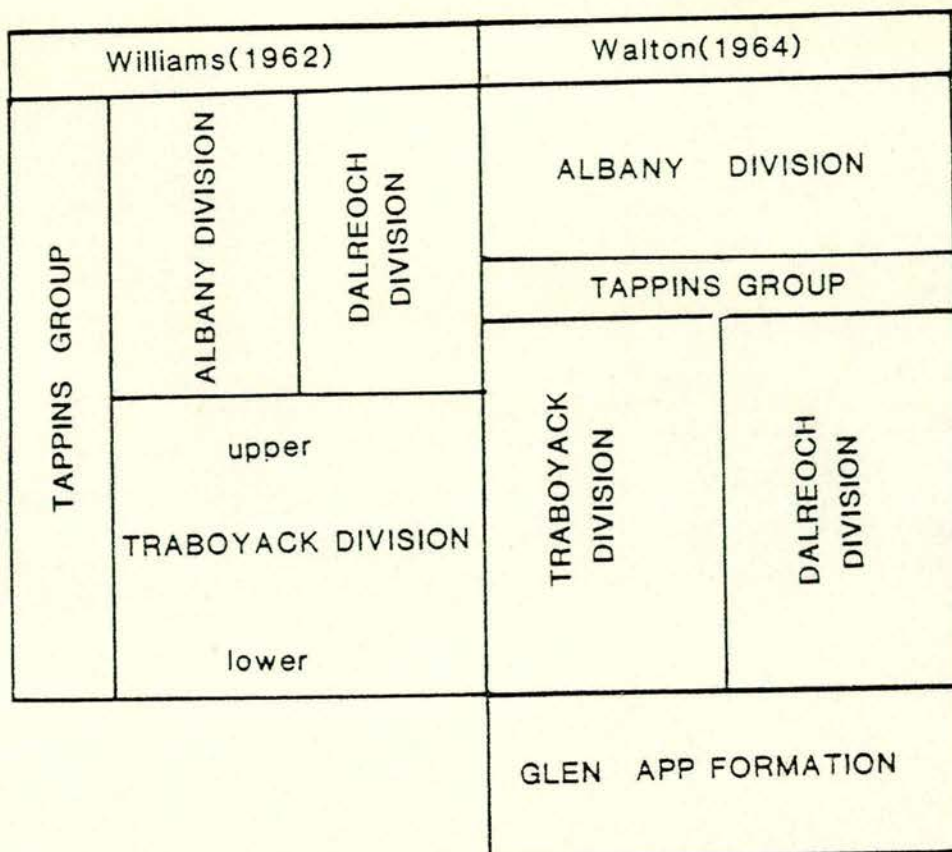 Williams(1962)
Walton(1964)
TAPPINS GROUP
ALBANY DIVISION
DALREOCH
DIVISION
upper
TRABOYACK DIVISION
lower
ALBANY DIVISION
TAPPINS GROUP
TRABOYACK
DIVISION
DALREOCH
DIVISION
GLEN APP FORMATION